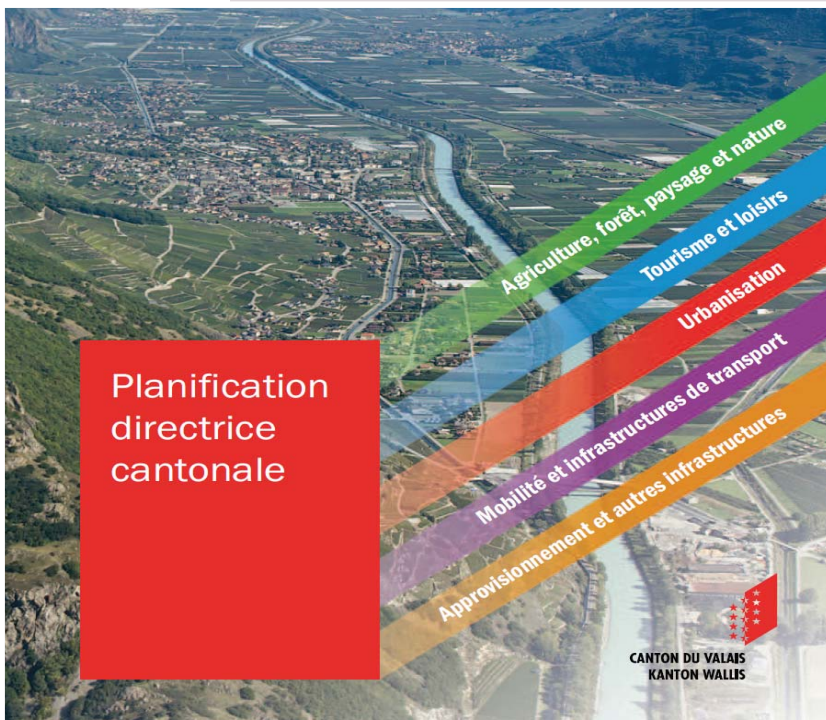 Planification
directrice
cantonale
Agriculture, forêt, paysage et nature
Tourisme et loisirs
Urbanisation
Mobilité et infrastructures de transport
Approvisionnement et autres infrastructures
CANTON DU VALAIS
KANTON WALLIS